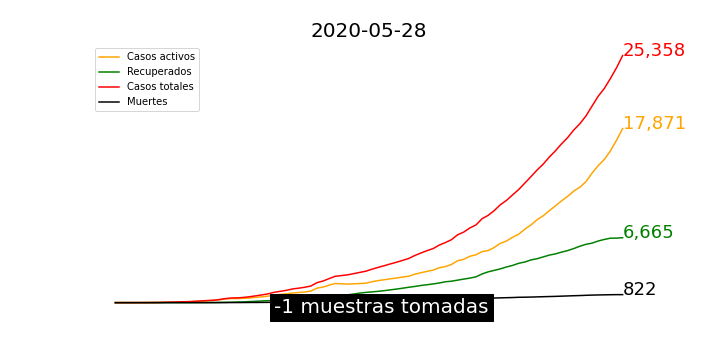 2020-05-28
Casos activos
Recuperados
Casos totales
Muertes
25,358
17,871
6,665
822
-1 muestras tomadas